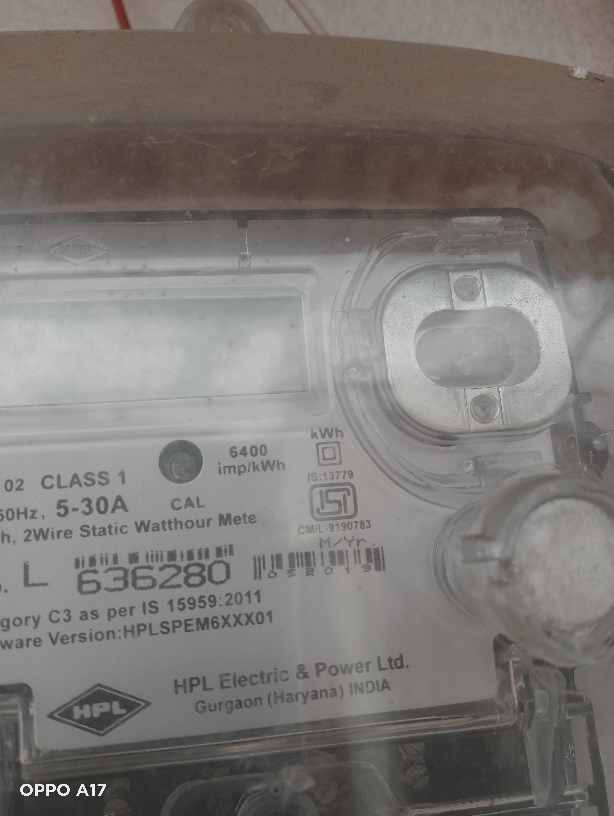 6400
imp/kWh
kWh
IS:13779
02 CLASS 1
50Hz, 5-30A
CAL
h, 2Wire Static Watthour Mete
CM/L-9190783
M/Yr.
L 636280
052019
gory C3 as per IS 15959:2011
ware Version:HPLSPEM6XXX01
HPL Electric & Power Ltd.
Gurgaon (Haryana) INDIA
HPL
OPPO A17